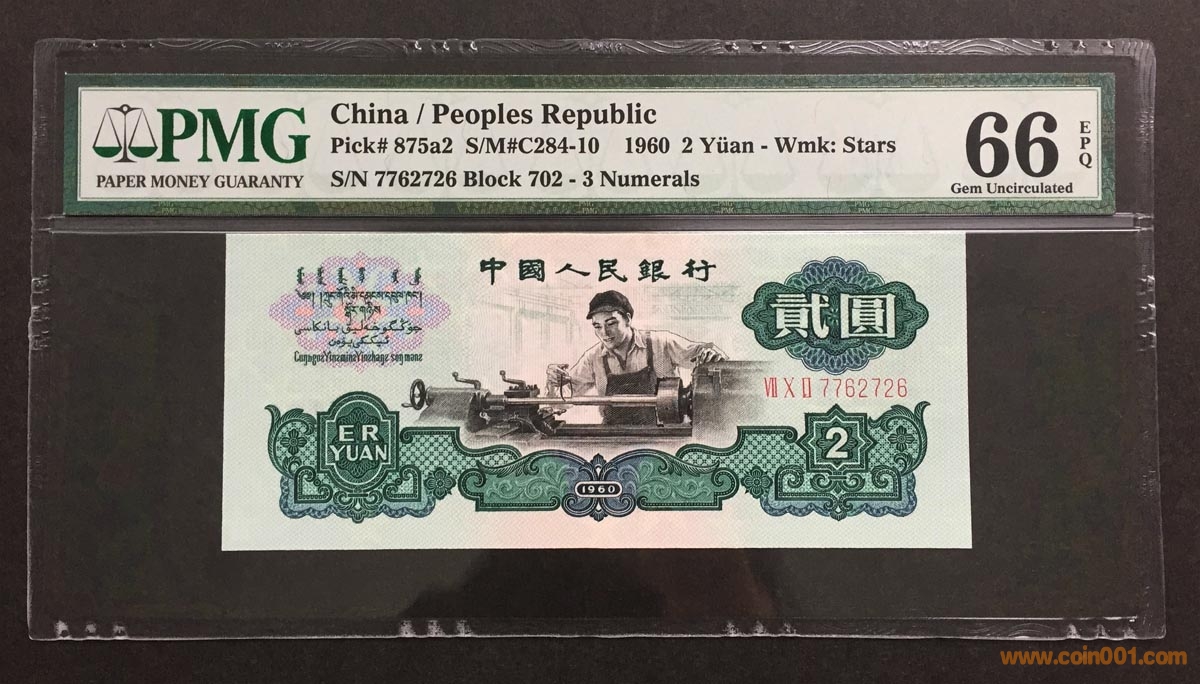 PMG
PAPER MONEY GUARANTY
China / Peoples Republic
Pick# 875a2 S/M#C284-10 1960 2 Yüan - Wmk: Stars
S/N 7762726 Block 702 - 3 Numerals
66
EPQ
Gem Uncirculated
中國人民銀行
جۇڭگوخەلىق بانكاسى
貳圓
Ⅶ Ⅹ Ⅱ 7762726
ER
YUAN
1960
2
www.coin001.com